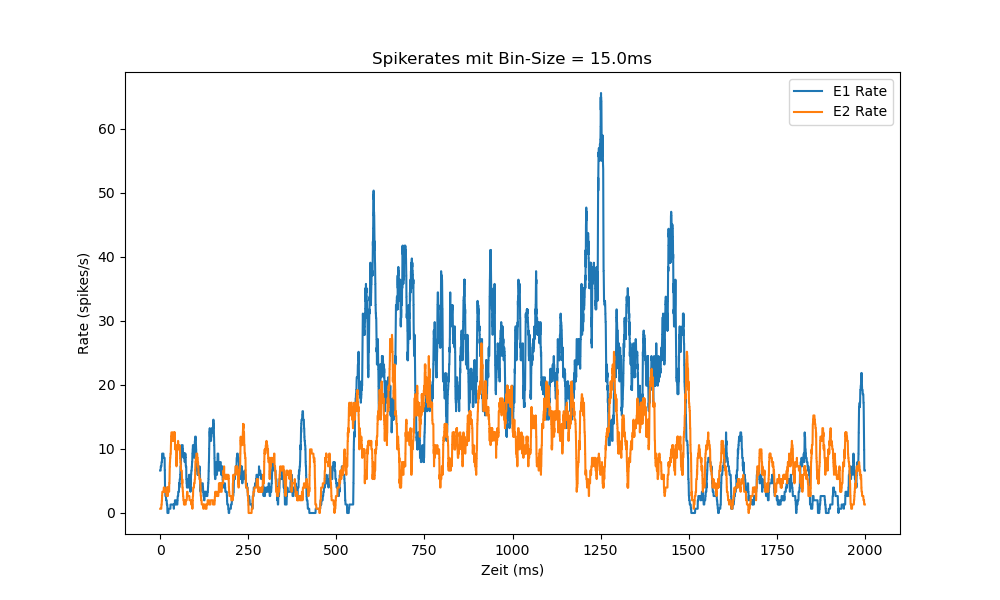 Spikerates mit Bin-Size = 15.0ms
E1 Rate
E2 Rate
Rate (spikes/s)
60
50
40
30
20
10
0
0 250 500 750 1000 1250 1500 1750 2000
Zeit (ms)